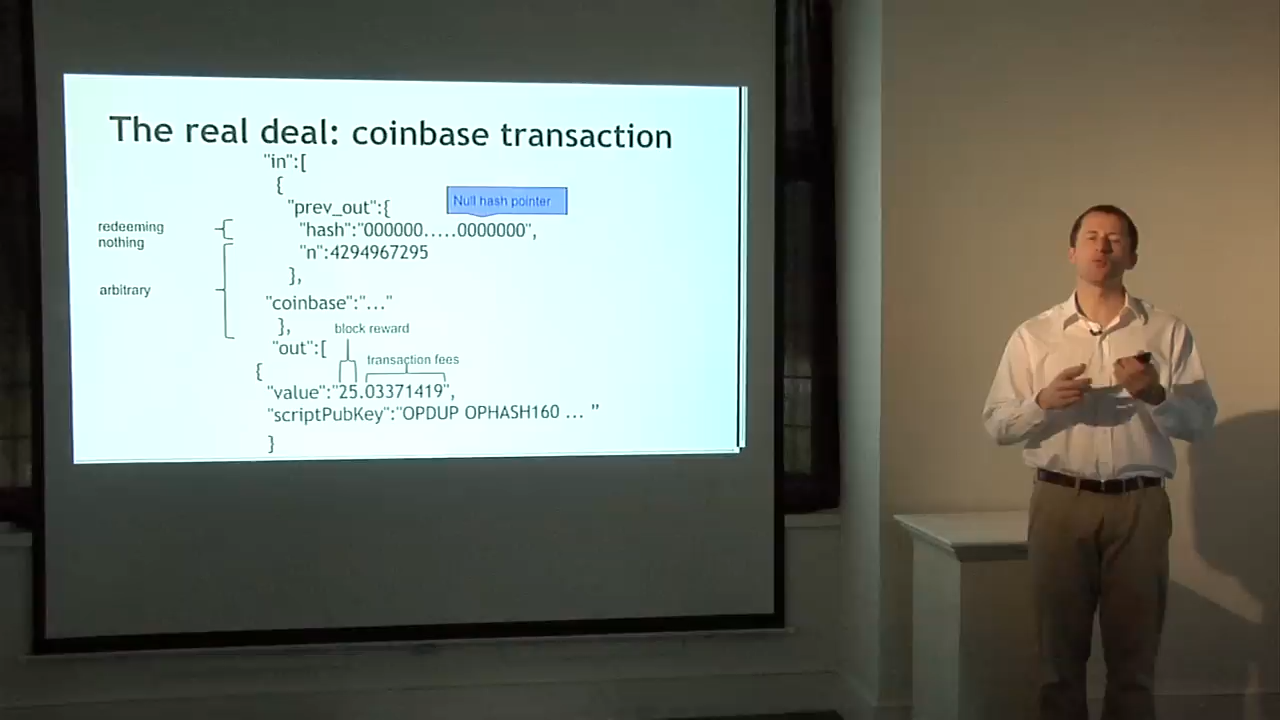 The real deal: coinbase transaction
"in":[
{
"prev_out":{
Null hash pointer
redeeming
nothing
"hash":"000000.....0000000",
"n":4294967295
},
arbitrary
"coinbase":"..."
},
block reward
"out":[
transaction fees
{
"value":"25.03371419",
"scriptPubKey":"OPDUP OPHASH160 ... ”
}